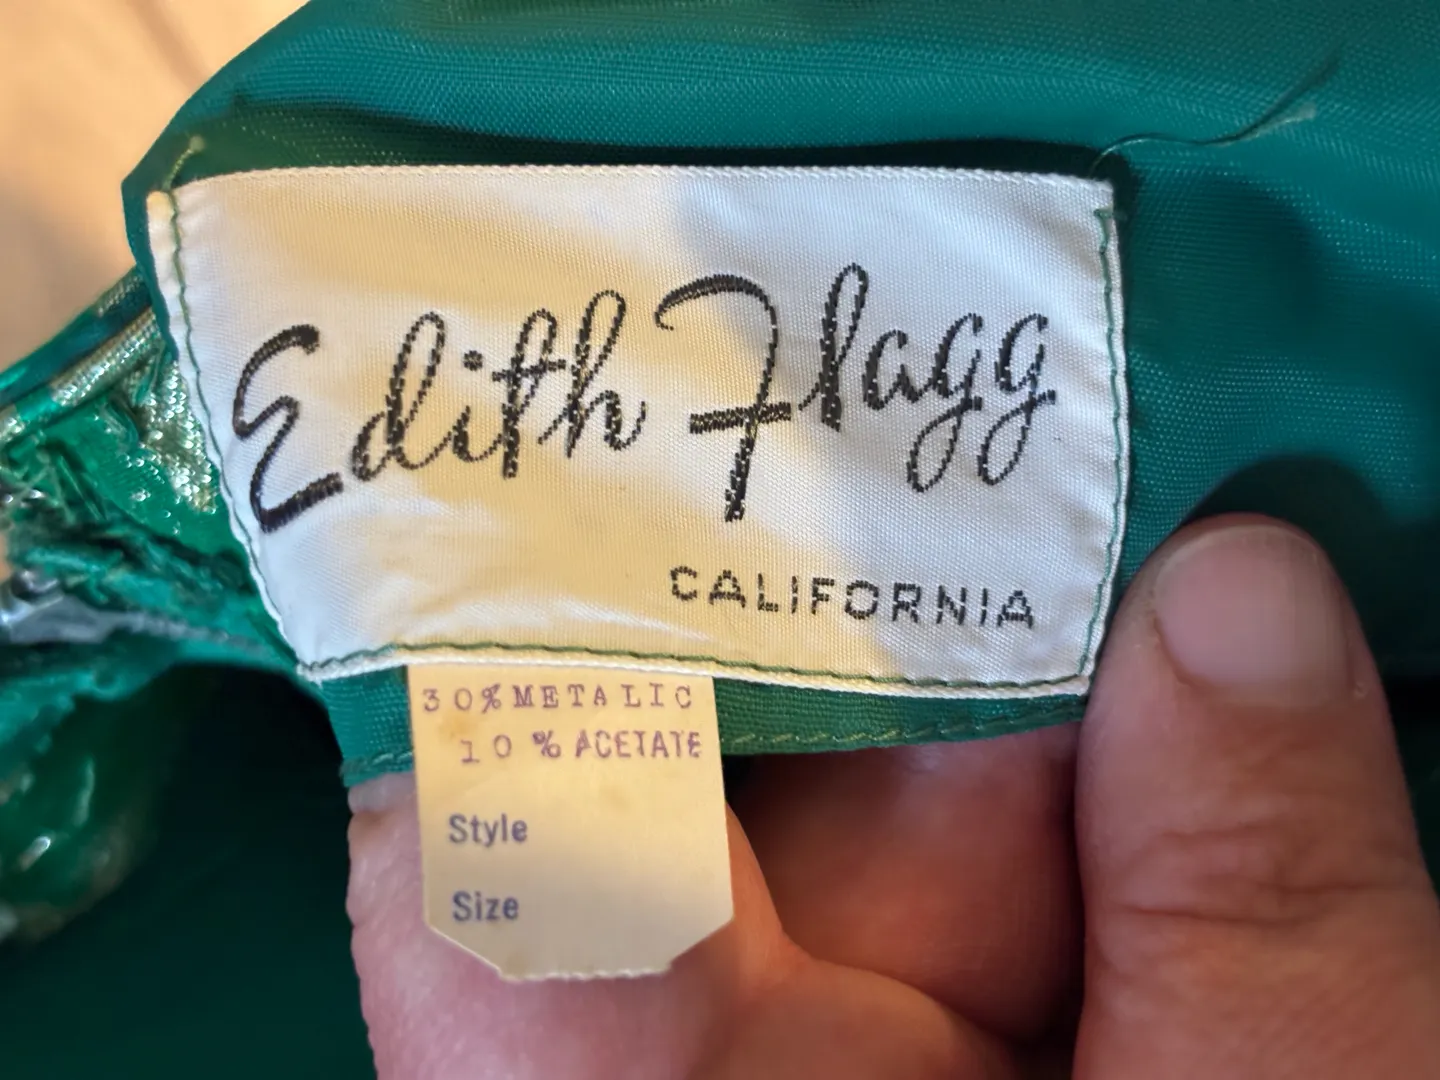 Edith Flagg
CALIFORNIA
30% METALIC
10% ACETATE
Style
Size